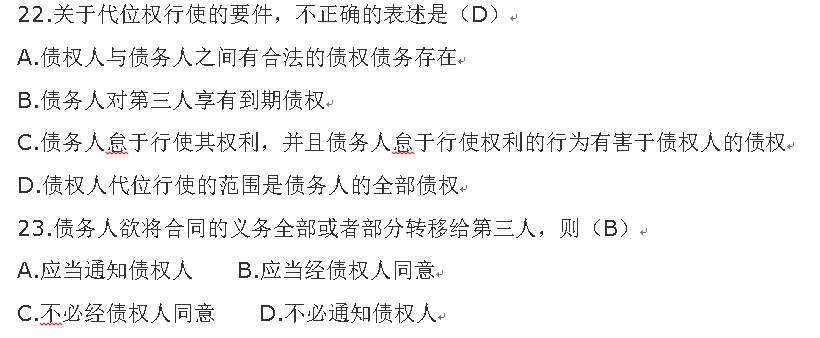 22.关于代位权行使的要件，不正确的表述是（D）
A.债权人与债务人之间有合法的债权债务存在
B.债务人对第三人享有到期债权
C.债务人怠于行使其权利，并且债务人怠于行使权利的行为有害于债权人的债权
D.债权人代位行使的范围是债务人的全部债权
23.债务人欲将合同的义务全部或者部分转移给第三人，则（B）
A.应当通知债权人 B.应当经债权人同意
C.不必经债权人同意 D.不必通知债权人